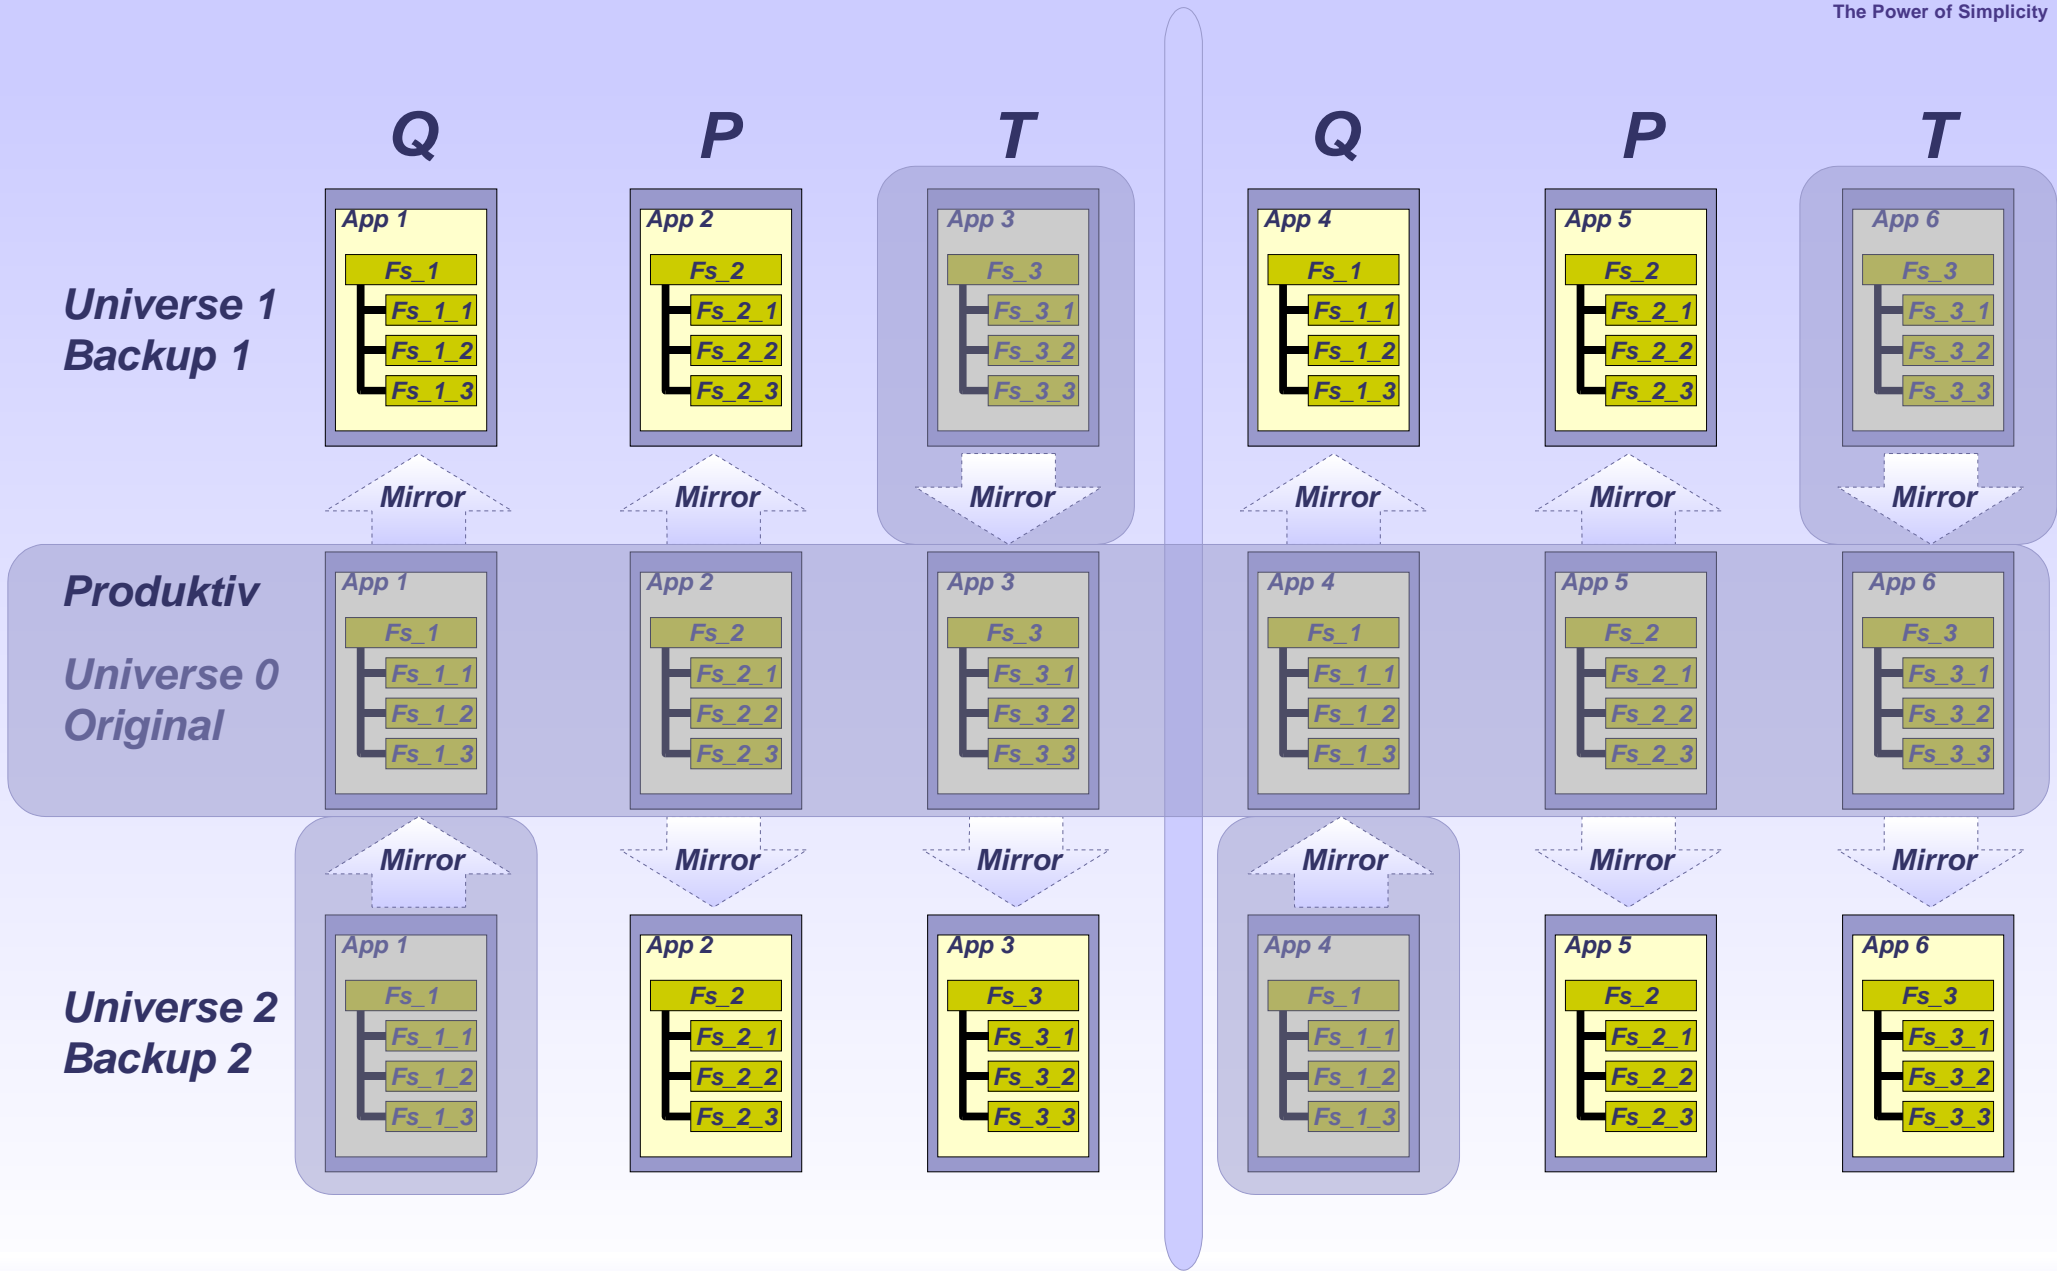 The Power of Simplicity
Q P T Q P T
Universe 1
Backup 1
App 1
Fs_1
Fs_1_1
Fs_1_2
Fs_1_3
App 2
Fs_2
Fs_2_1
Fs_2_2
Fs_2_3
App 3
Fs_3
Fs_3_1
Fs_3_2
Fs_3_3
App 4
Fs_1
Fs_1_1
Fs_1_2
Fs_1_3
App 5
Fs_2
Fs_2_1
Fs_2_2
Fs_2_3
App 6
Fs_3
Fs_3_1
Fs_3_2
Fs_3_3
Mirror Mirror Mirror Mirror Mirror Mirror
Produktiv
Universe 0
Original
App 1
Fs_1
Fs_1_1
Fs_1_2
Fs_1_3
App 2
Fs_2
Fs_2_1
Fs_2_2
Fs_2_3
App 3
Fs_3
Fs_3_1
Fs_3_2
Fs_3_3
App 4
Fs_1
Fs_1_1
Fs_1_2
Fs_1_3
App 5
Fs_2
Fs_2_1
Fs_2_2
Fs_2_3
App 6
Fs_3
Fs_3_1
Fs_3_2
Fs_3_3
Mirror Mirror Mirror Mirror Mirror Mirror
Universe 2
Backup 2
App 1
Fs_1
Fs_1_1
Fs_1_2
Fs_1_3
App 2
Fs_2
Fs_2_1
Fs_2_2
Fs_2_3
App 3
Fs_3
Fs_3_1
Fs_3_2
Fs_3_3
App 4
Fs_1
Fs_1_1
Fs_1_2
Fs_1_3
App 5
Fs_2
Fs_2_1
Fs_2_2
Fs_2_3
App 6
Fs_3
Fs_3_1
Fs_3_2
Fs_3_3